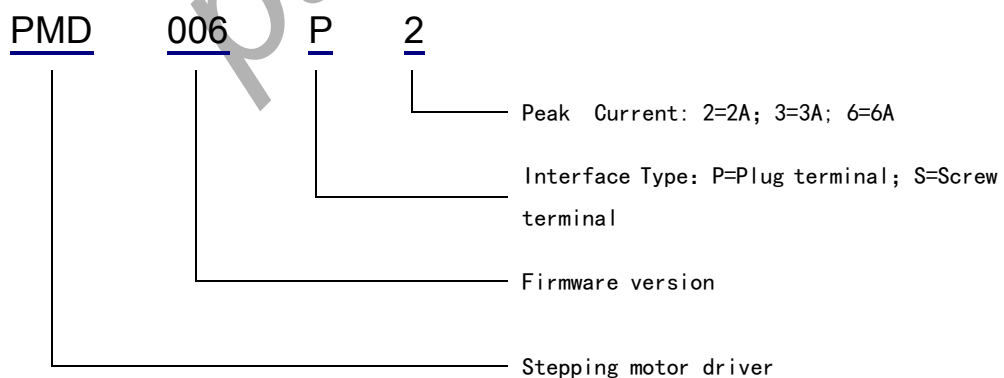 PMD 006 P 2
Peak Current: 2=2A; 3=3A; 6=6A
Interface Type: P=Plug terminal; S=Screw
terminal
Firmware version
Stepping motor driver